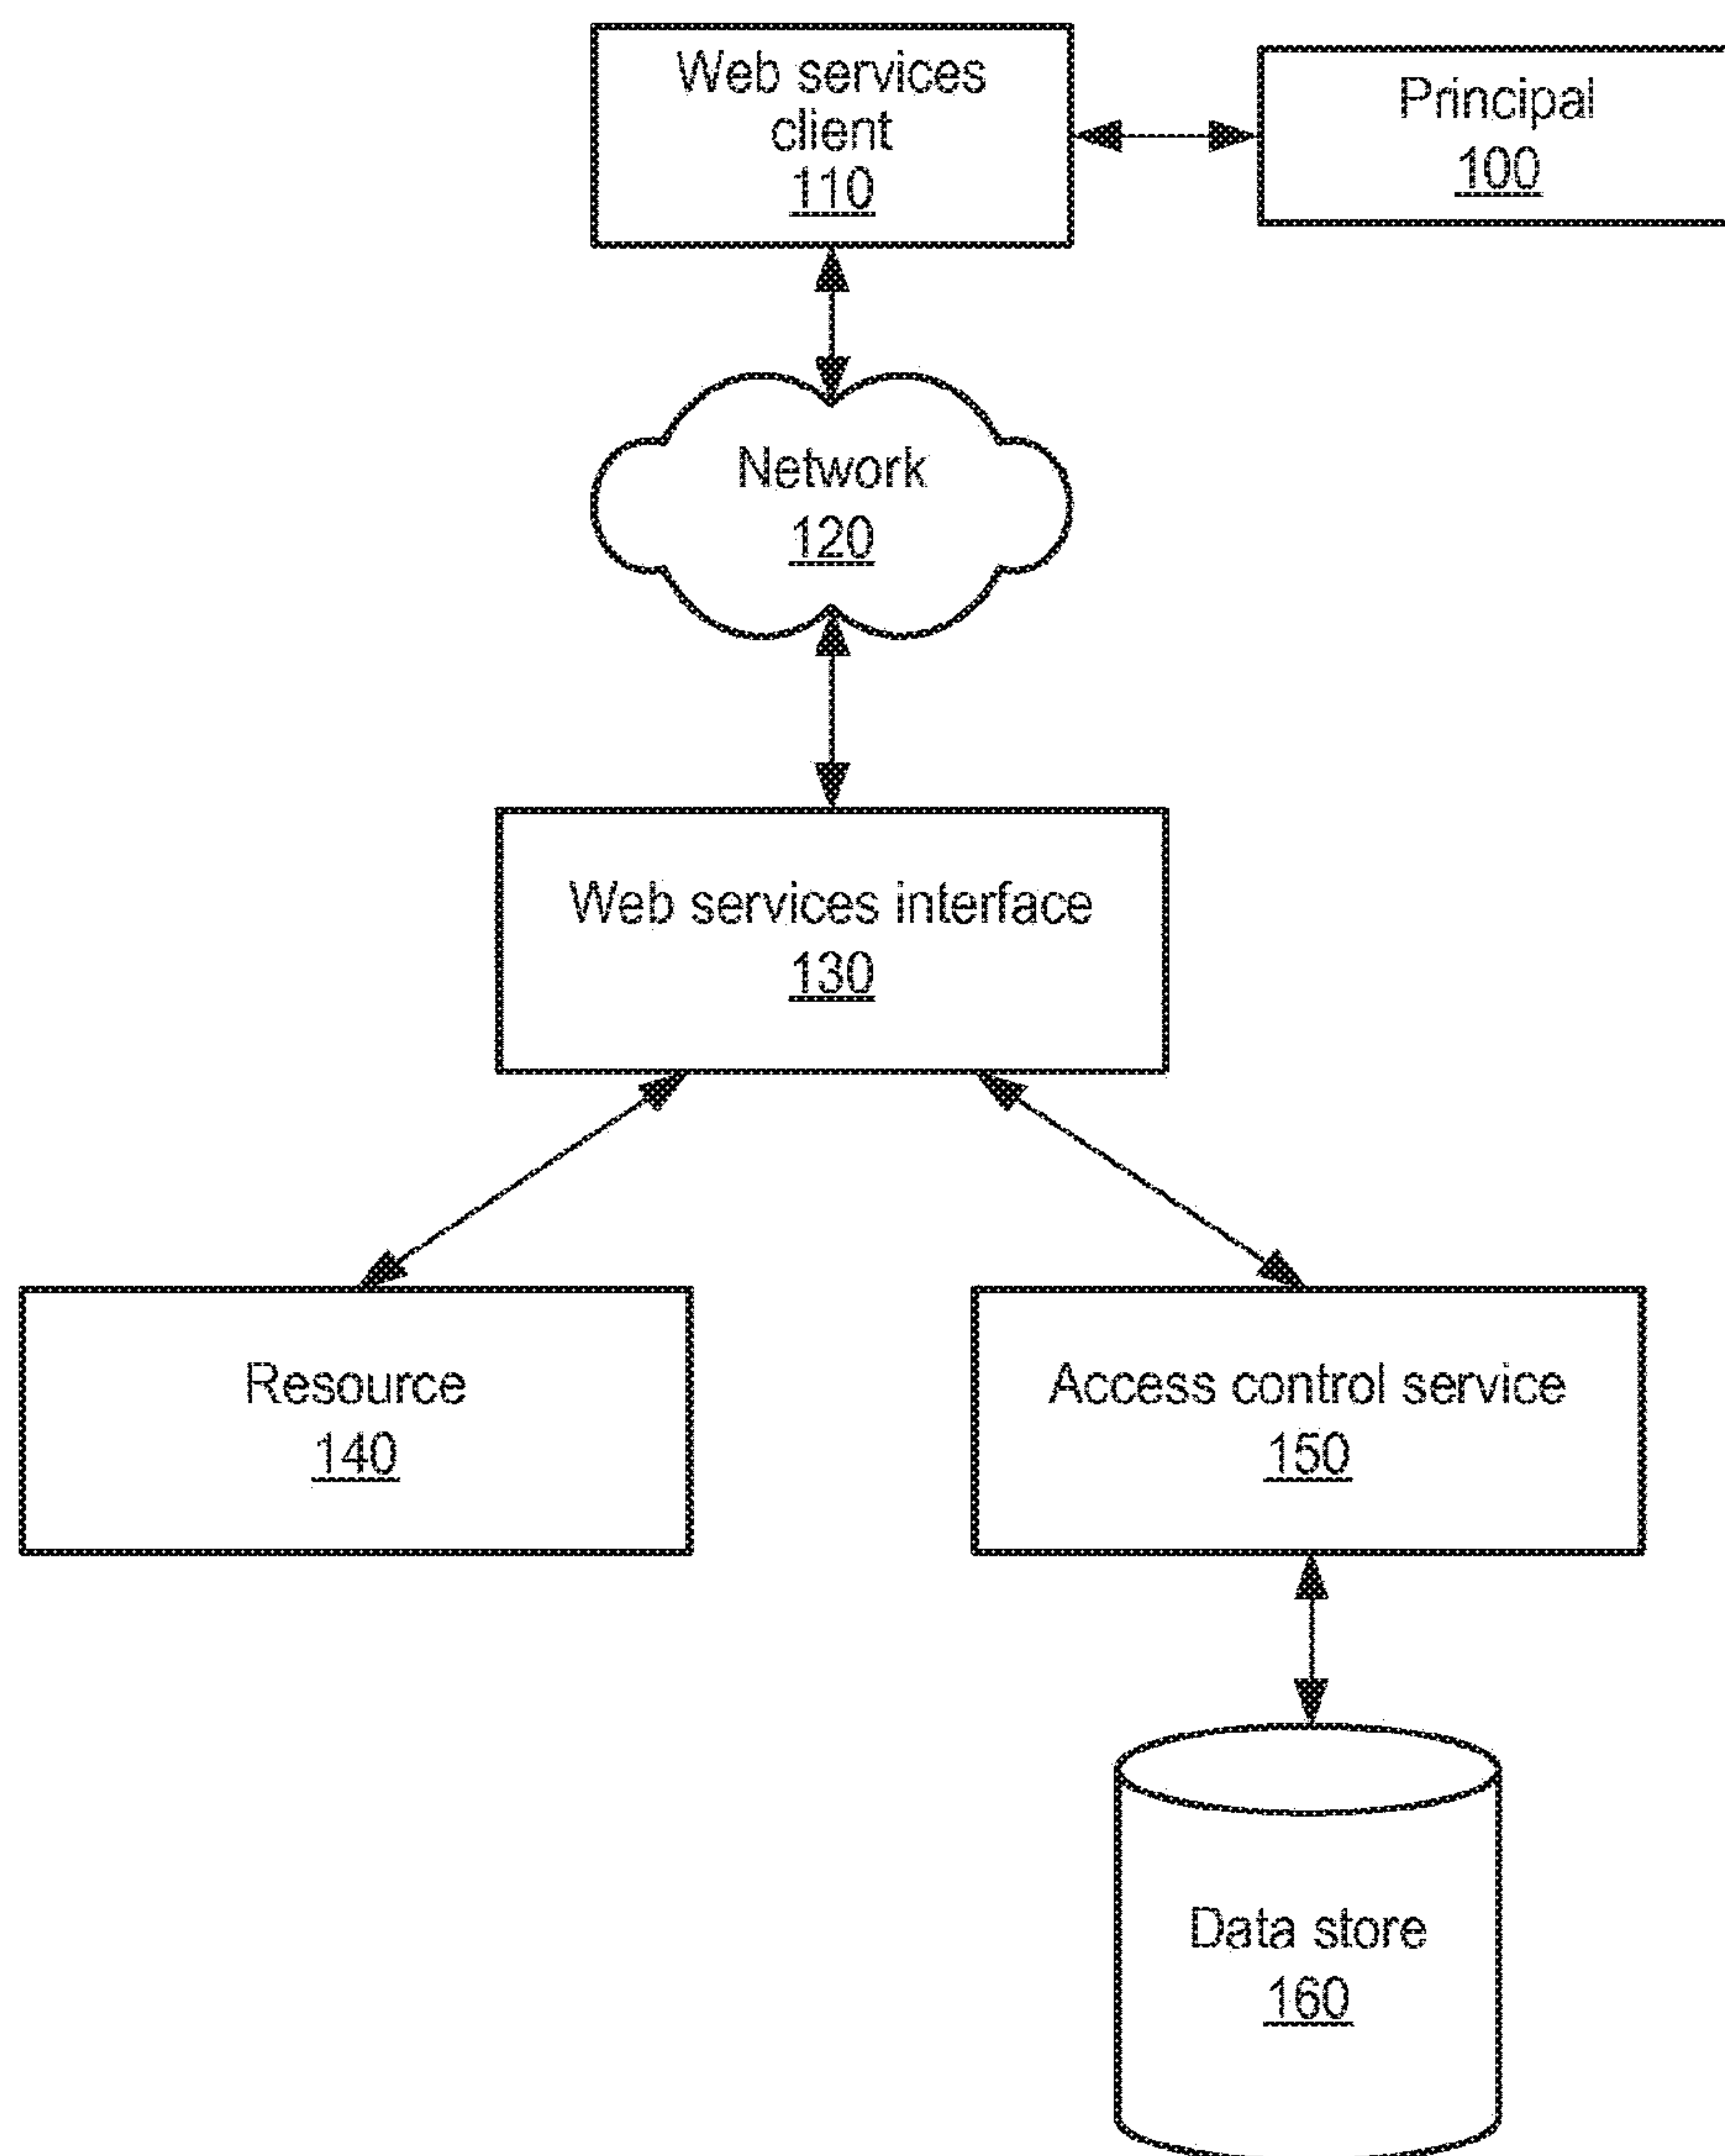 Web services
client
110
Principal
100
Network
120
Web services interface
130
Resource
140
Access control service
150
Data store
160